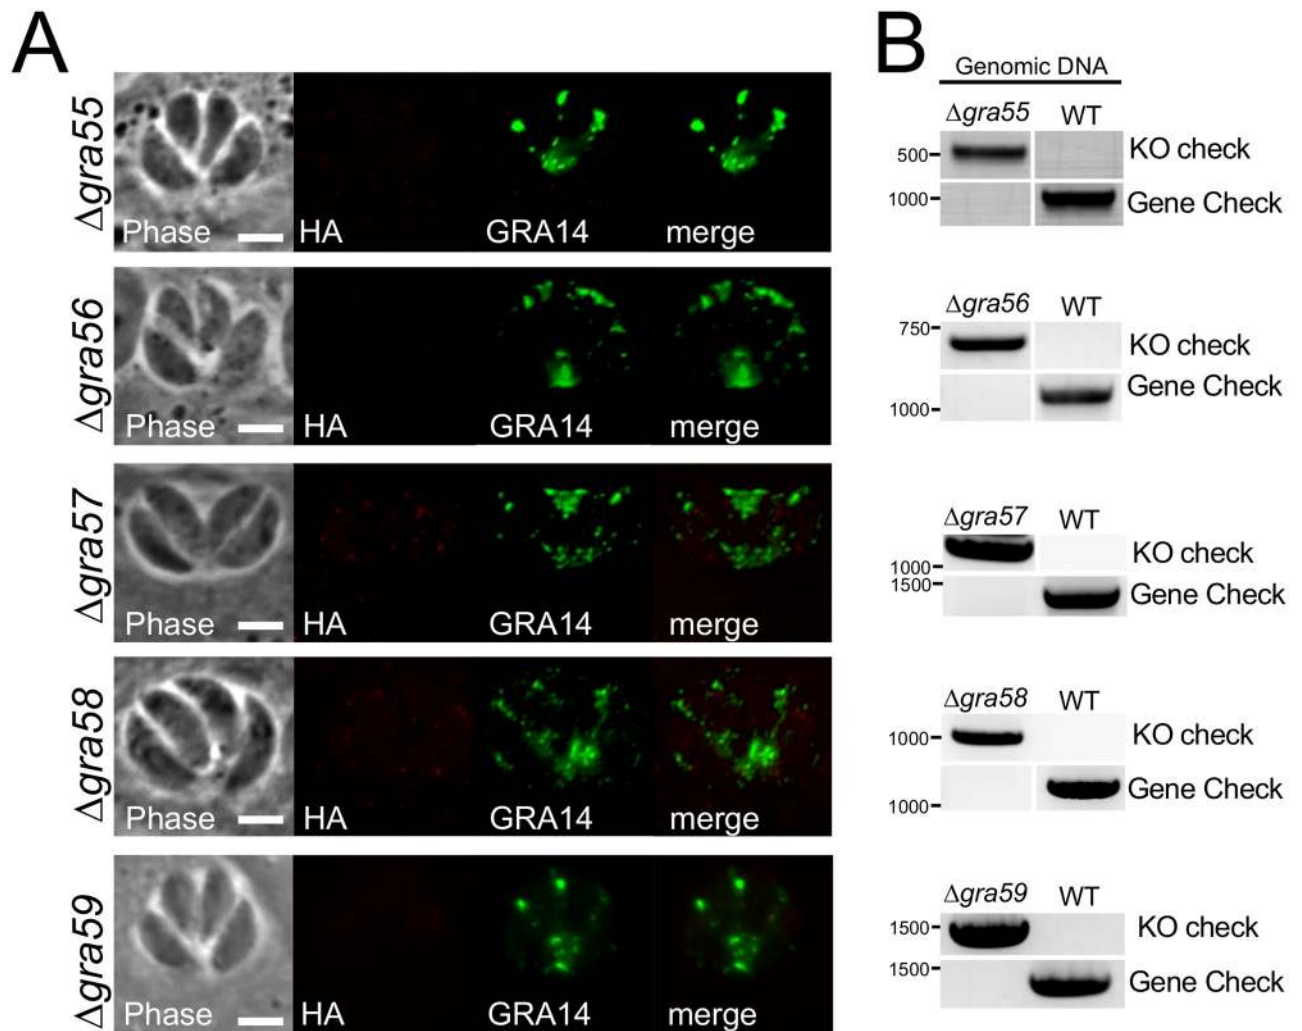 A
Δgra55
Phase HA GRA14 merge
Δgra56
Phase HA GRA14 merge
Δgra57
Phase HA GRA14 merge
Δgra58
Phase HA GRA14 merge
Δgra59
Phase HA GRA14 merge
B
Genomic DNA
Δgra55 WT
500 KO check
1000 Gene Check
Δgra56 WT
750
KO check
Gene Check
1000
Δgra57 WT
KO check
1000
1500
Gene Check
Δgra58 WT
1000 KO check
Gene Check
1000
Δgra59 WT
1500 KO check
1500
Gene Check